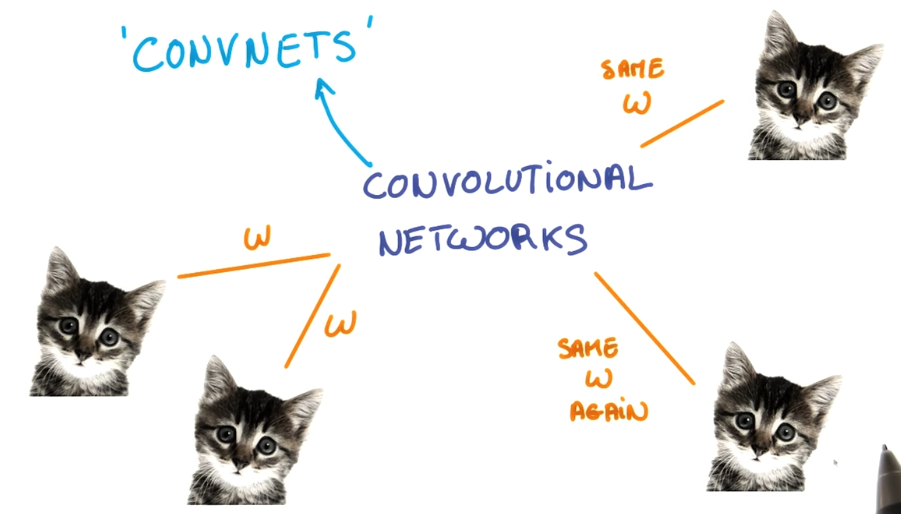 'CONVNETS'
SAME
W
CONVOLUTIONAL
NETWORKS
W
W
SAME
W
AGAIN